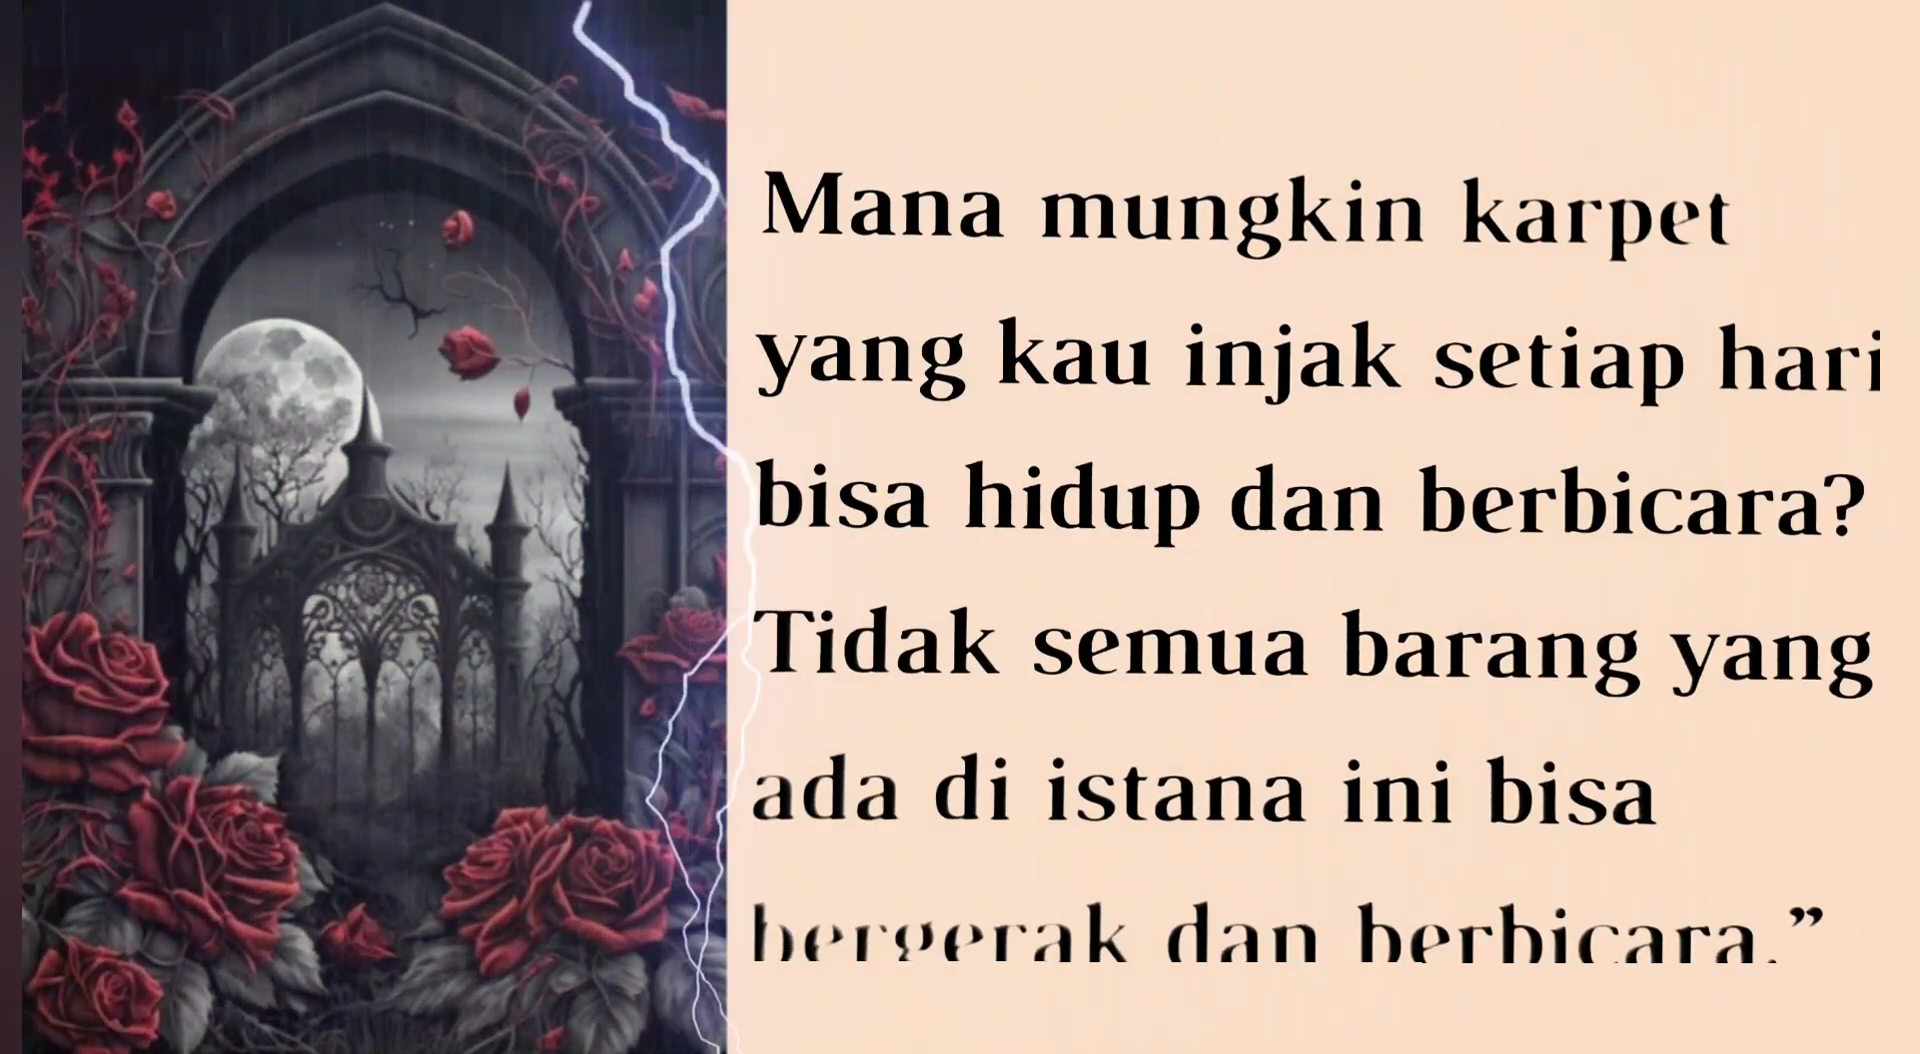 Mana mungkin karpet
yang kau injak setiap hari
bisa hidup dan berbicara?
Tidak semua barang yang
ada di istana ini bisa
bergerak dan berbicara.”